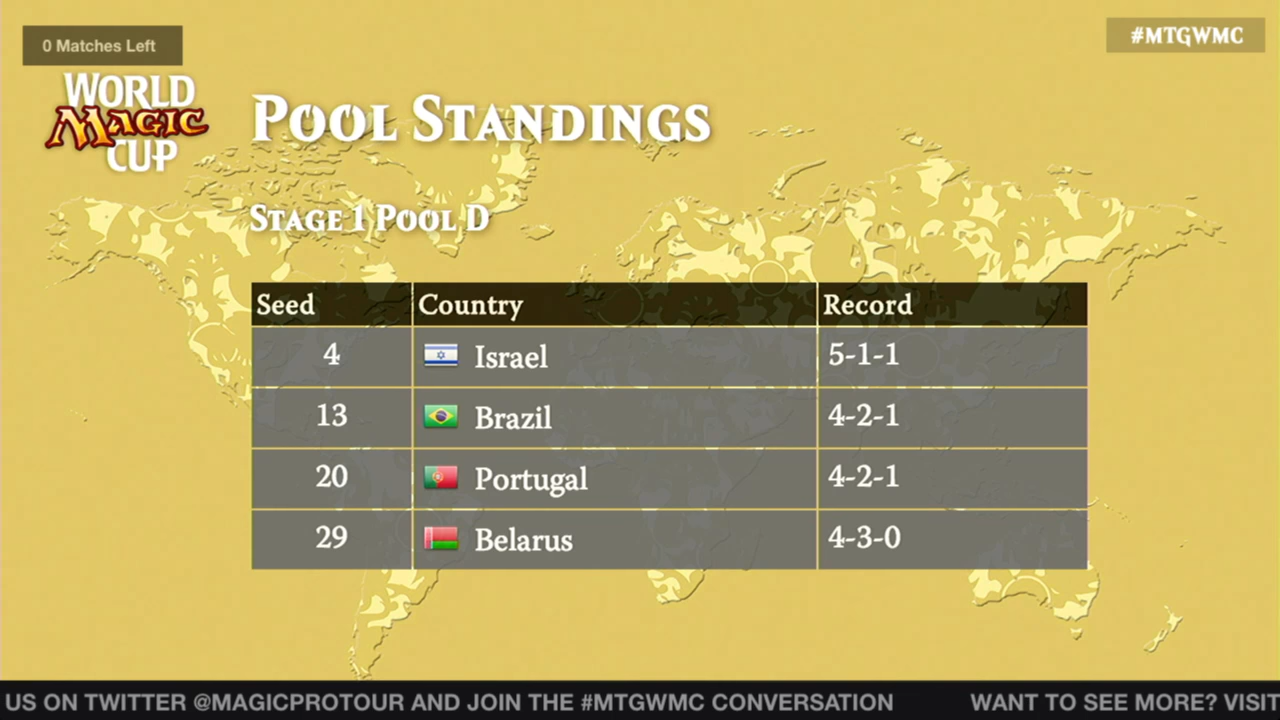 0 Matches Left
#MTGWMC
WORLD
MAGIC
CUP
POOL STANDINGS
STAGE 1 POOL D
Seed Country Record
4 Israel 5-1-1
13 Brazil 4-2-1
20 Portugal 4-2-1
29 Belarus 4-3-0
US ON TWITTER @MAGICPROTOUR AND JOIN THE #MTGWMC CONVERSATION WANT TO SEE MORE? VISIT